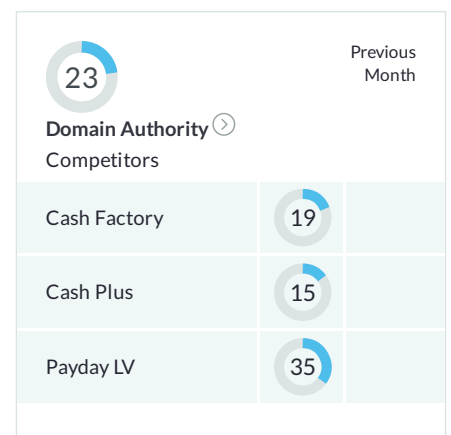 23
Previous
Month
Domain Authority
Competitors
Cash Factory 19
Cash Plus 15
Payday LV 35